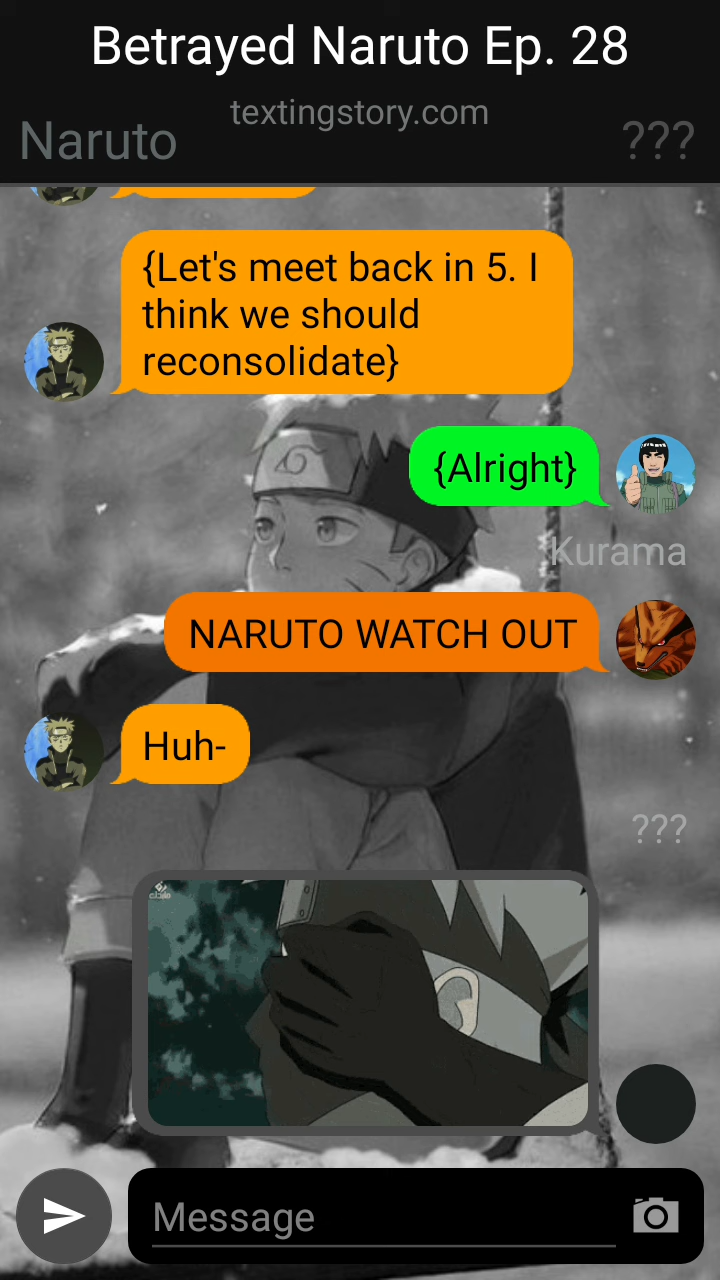 Betrayed Naruto Ep. 28
textingstory.com
Naruto
???
{Let's meet back in 5. I
think we should
reconsolidate}
{Alright}
Kurama
NARUTO WATCH OUT
Huh-
???
Message